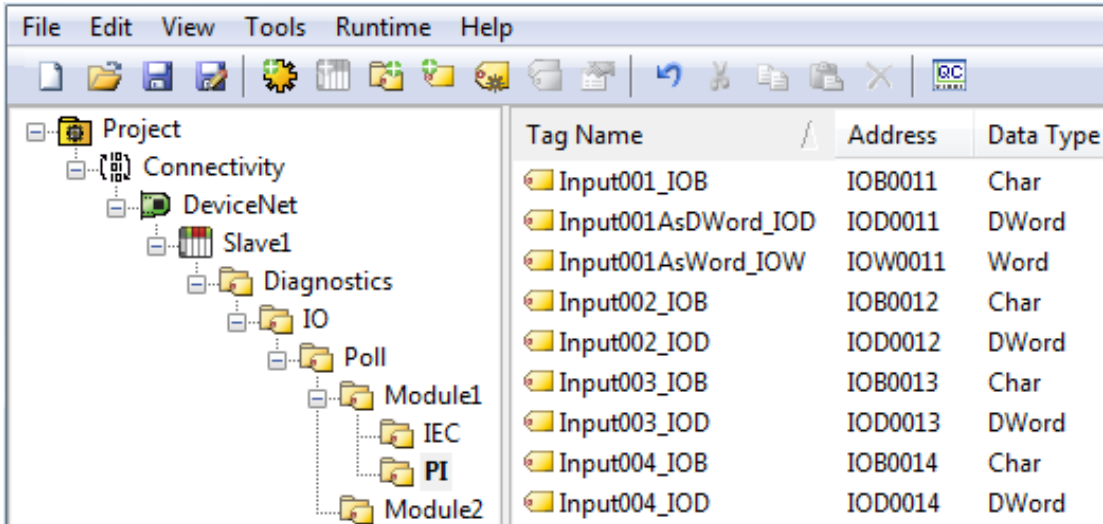 File Edit View Tools Runtime Help
QC
Project
Connectivity
DeviceNet
Slave1
Diagnostics
IO
Poll
Module1
IEC
PI
Module2
Tag Name Address Data Type
Input001_IOB IOB0011 Char
Input001AsDWord_IOD IOD0011 DWord
Input001AsWord_IOW IOW0011 Word
Input002_IOB IOB0012 Char
Input002_IOD IOD0012 DWord
Input003_IOB IOB0013 Char
Input003_IOD IOD0013 DWord
Input004_IOB IOB0014 Char
Input004_IOD IOD0014 DWord